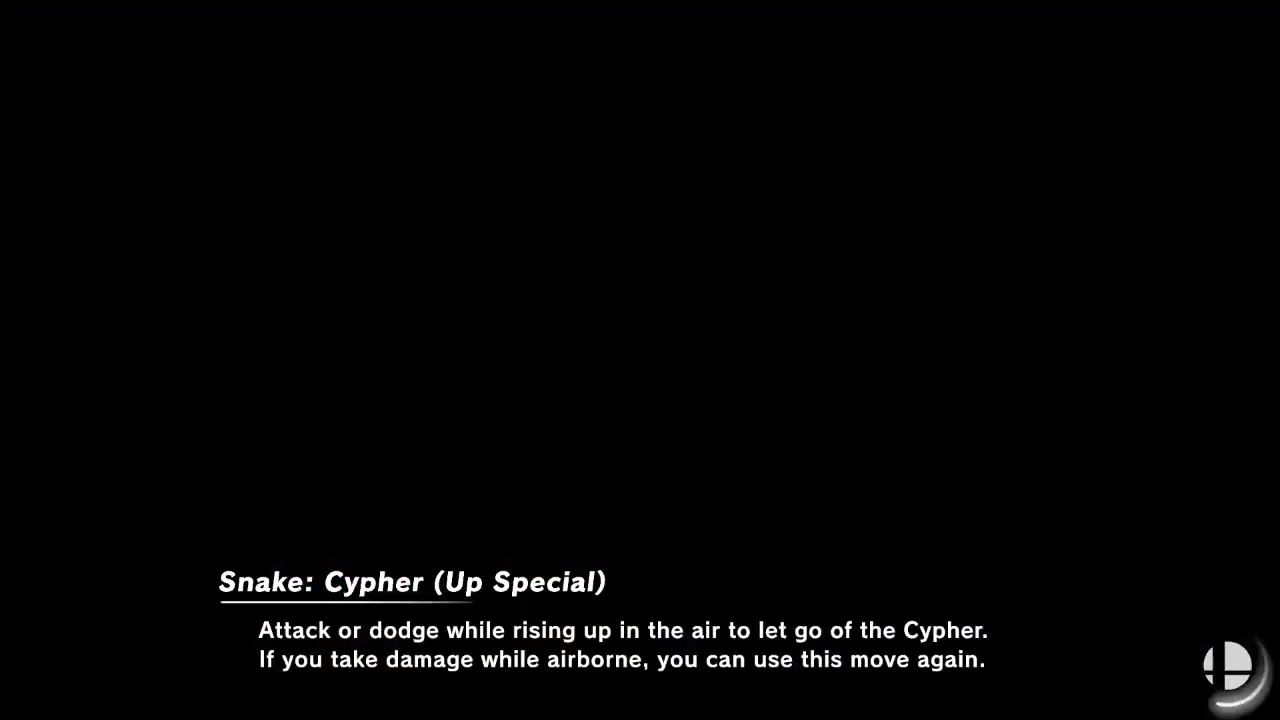 Snake: Cypher (Up Special)
Attack or dodge while rising up in the air to let go of the Cypher.
If you take damage while airborne, you can use this move again.